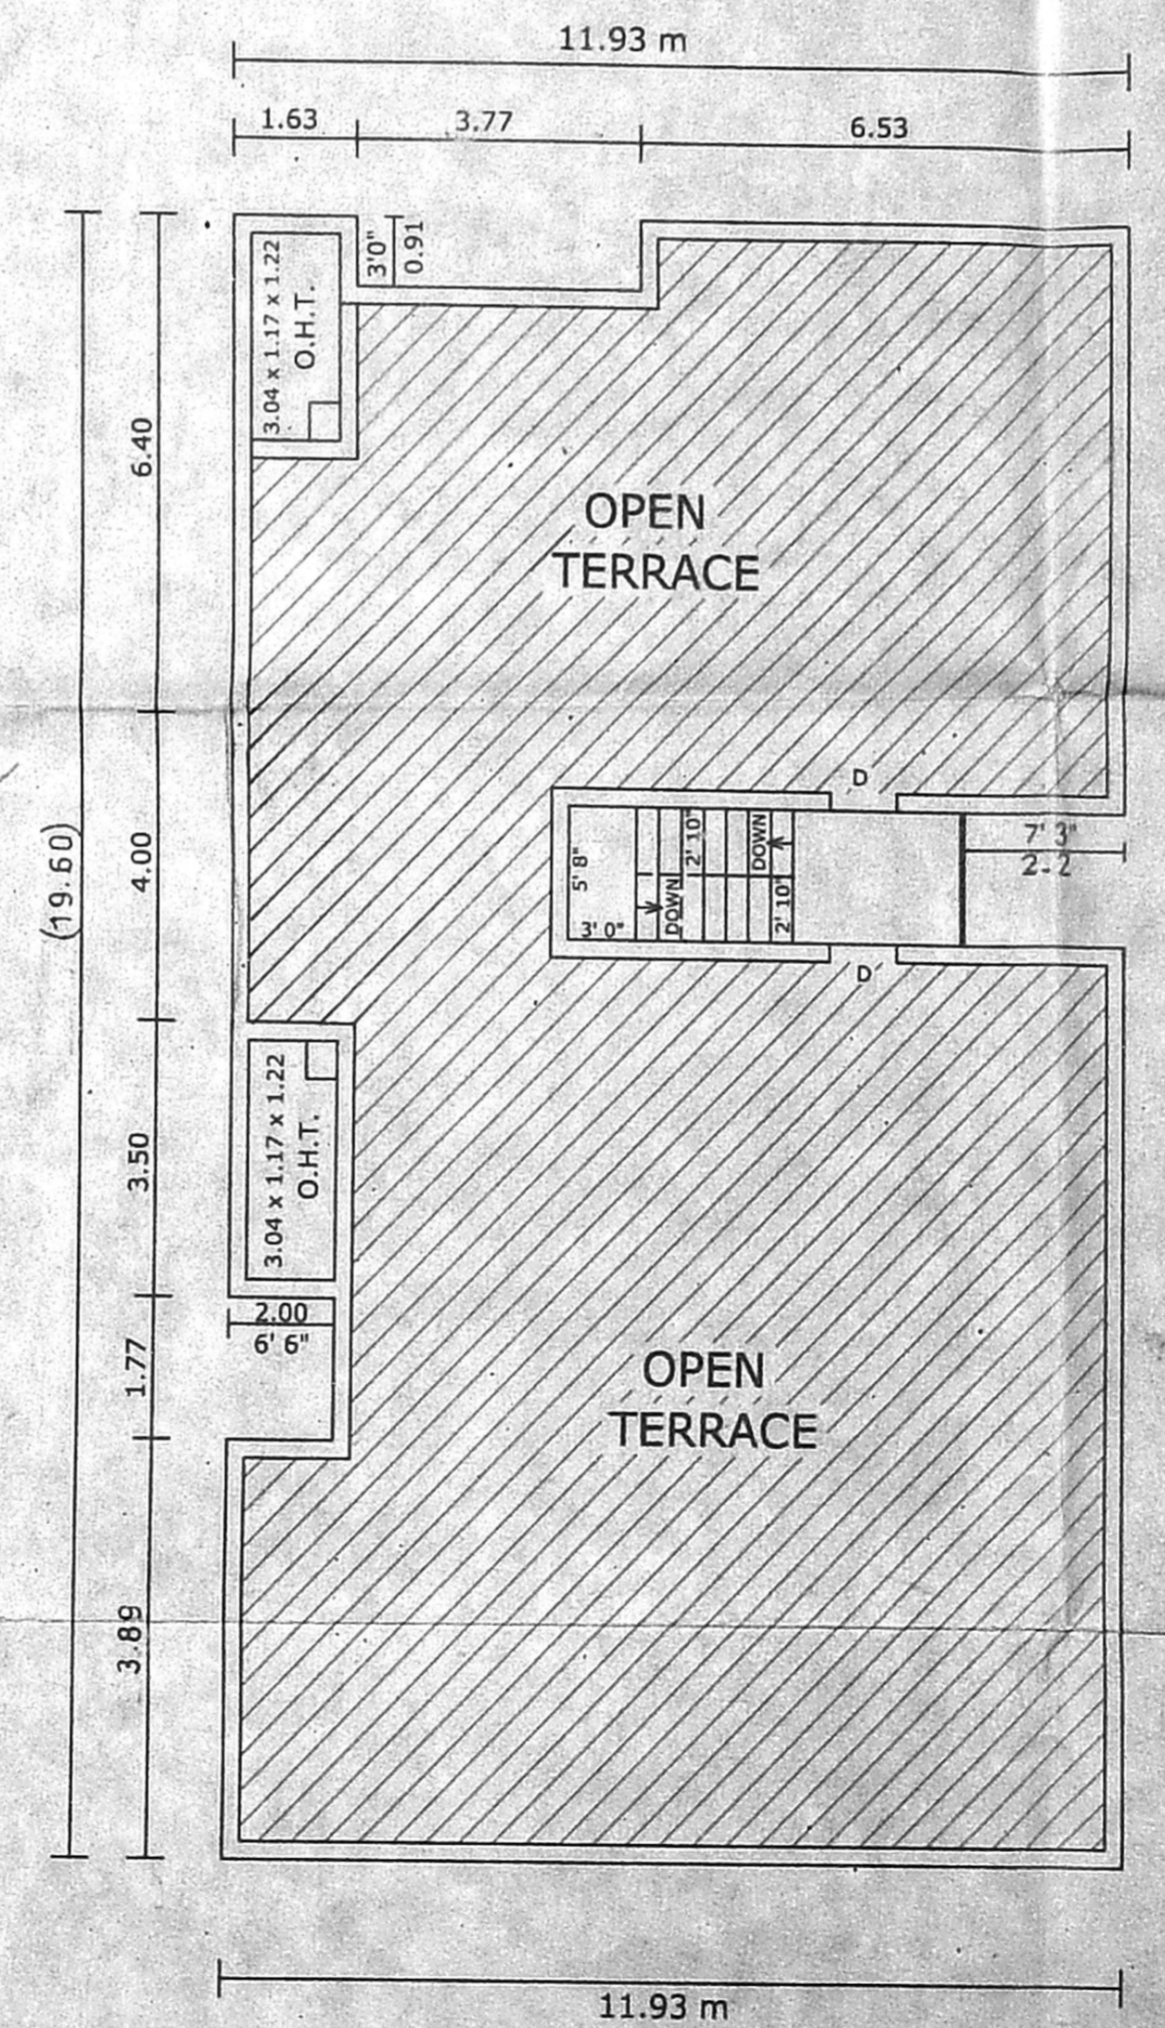 11.93 m
1.63
3.77
6.53
3'0"
0.91
3.04 x 1.17 x 1.22
O.H.T.
6.40
OPEN
TERRACE
D
(19.60)
4.00
5' 8"
3' 0"
2' 10"
DOWN
DOWN
2' 10"
7' 3"
2-2
D
3.04 x 1.17 x 1.22
O.H.T.
3.50
2.00
6' 6"
1.77
OPEN
TERRACE
3.89
11.93 m